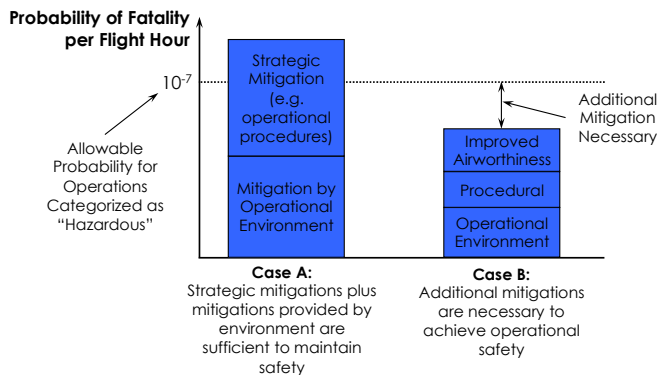 Probability of Fatality
per Flight Hour
10-7
Allowable
Probability for
Operations
Categorized as
“Hazardous”
Strategic
Mitigation
(e.g.
operational
procedures)
Mitigation by
Operational
Environment
Improved
Airworthiness
Procedural
Operational
Environment
Additional
Mitigation
Necessary
Case A:
Strategic mitigations plus
mitigations provided by
environment are
sufficient to maintain
safety
Case B:
Additional mitigations
are necessary to
achieve operational
safety